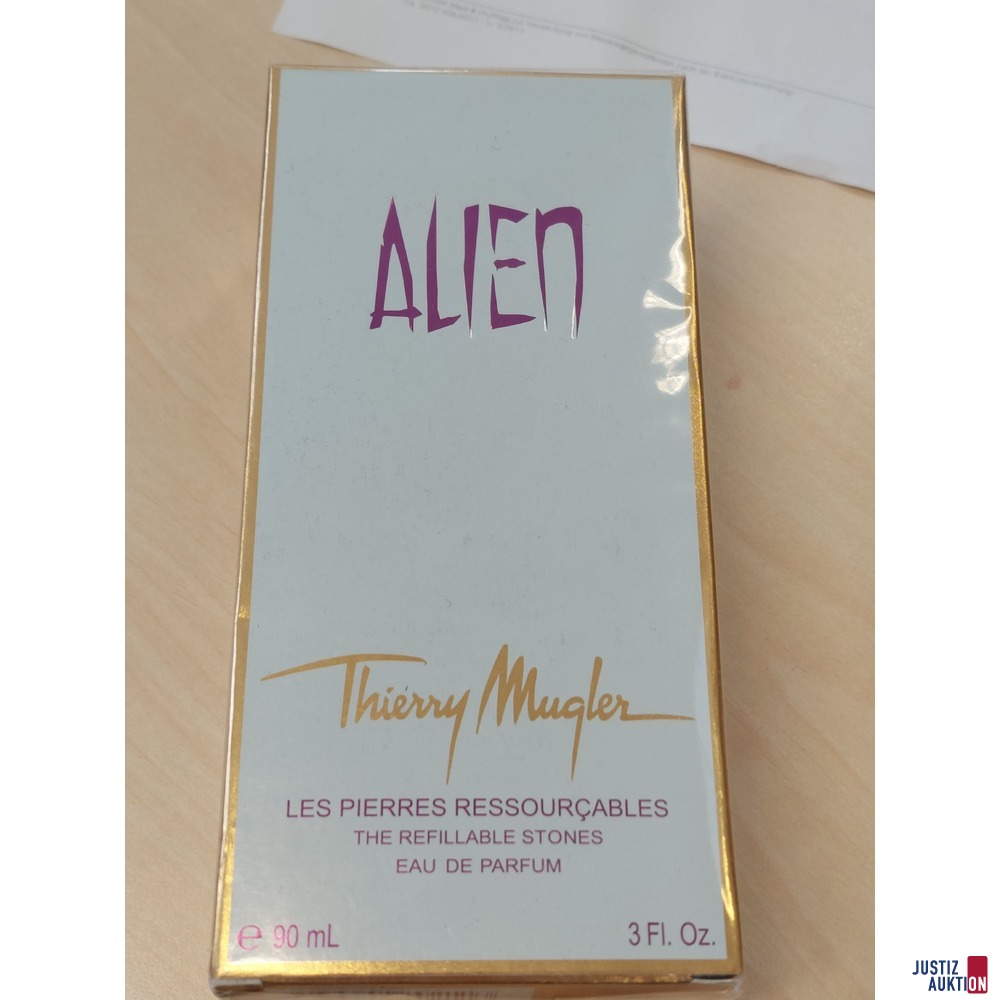 ALIEN
Thierry Mugler
LES PIERRES RESSOURÇABLES
THE REFILLABLE STONES
EAU DE PARFUM
℮ 90 mL
3 Fl. Oz.
JUSTIZ
AUKTION